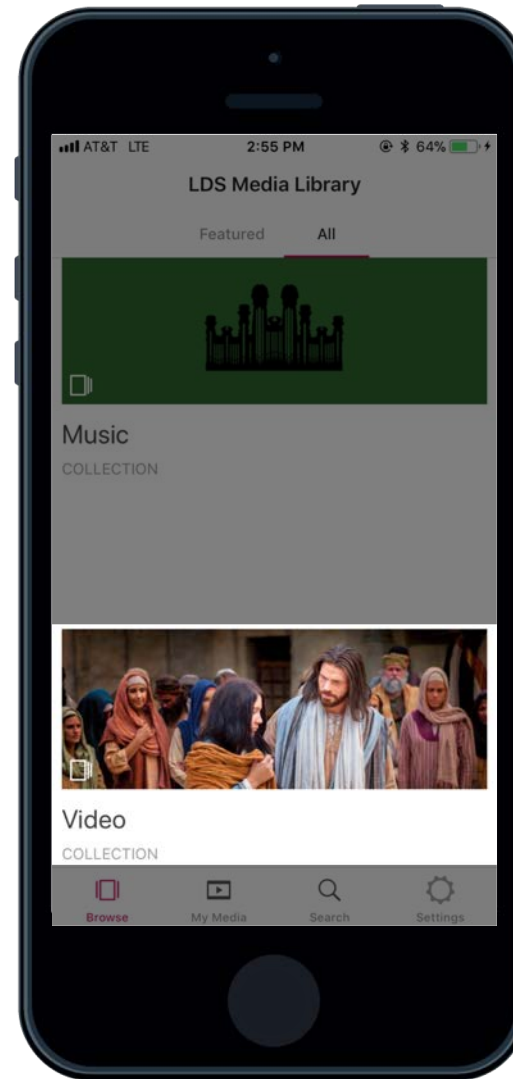 AT&T LTE 2:55 PM 64%
LDS Media Library
Featured All
Music
COLLECTION
Video
COLLECTION
Browse My Media Search Settings